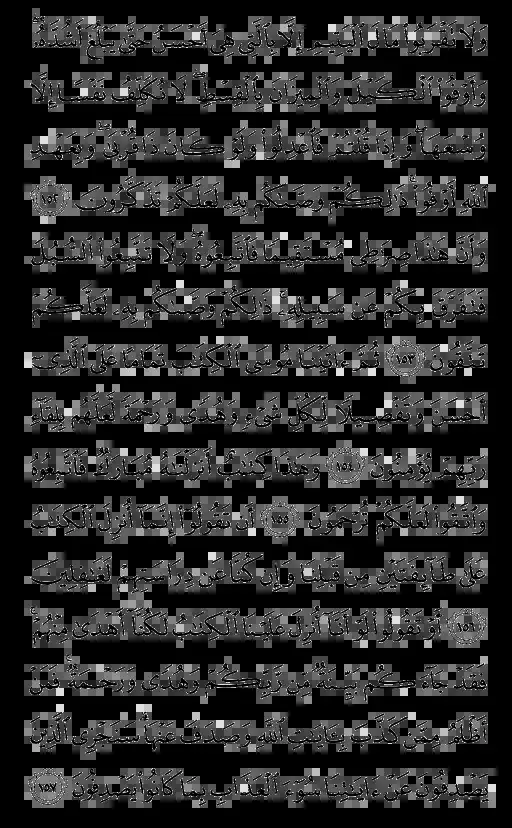 وَلَا تَقْرَبُوا۟ مَالَ ٱلْيَتِيمِ إِلَّا بِٱلَّتِى هِىَ أَحْسَنُ حَتَّىٰ يَبْلُغَ أَشُدَّهُۥ
وَأَوْفُوا۟ ٱلْكَيْلَ وَٱلْمِيزَانَ بِٱلْقِسْطِ لَا نُكَلِّفُ نَفْسًا إِلَّا
وُسْعَهَا وَإِذَا قُلْتُمْ فَٱعْدِلُوا۟ وَلَوْ كَانَ ذَا قُرْبَىٰ وَبِعَهْدِ
ٱللَّهِ أَوْفُوا۟ ذَٰلِكُمْ وَصَّىٰكُم بِهِۦ لَعَلَّكُمْ تَذَكَّرُونَ ١٥٢
وَأَنَّ هَٰذَا صِرَٰطِى مُسْتَقِيمًا فَٱتَّبِعُوهُ وَلَا تَتَّبِعُوا۟ ٱلسُّبُلَ
فَتَفَرَّقَ بِكُمْ عَن سَبِيلِهِۦ ذَٰلِكُمْ وَصَّىٰكُم بِهِۦ لَعَلَّكُمْ
تَتَّقُونَ ١٥٣ ثُمَّ ءَاتَيْنَا مُوسَى ٱلْكِتَٰبَ تَمَامًا عَلَى ٱلَّذِىٓ
أَحْسَنَ وَتَفْصِيلًا لِّكُلِّ شَىْءٍ وَهُدًى وَرَحْمَةً لَّعَلَّهُم بِلِقَآءِ
رَبِّهِمْ يُؤْمِنُونَ ١٥٤ وَهَٰذَا كِتَٰبٌ أَنزَلْنَٰهُ مُبَارَكٌ فَٱتَّبِعُوهُ
وَٱتَّقُوا۟ لَعَلَّكُمْ تُرْحَمُونَ ١٥٥ أَن تَقُولُوٓا۟ إِنَّمَآ أُنزِلَ ٱلْكِتَٰبُ
عَلَىٰ طَآئِفَتَيْنِ مِن قَبْلِنَا وَإِن كُنَّا عَن دِرَاسَتِهِمْ لَغَٰفِلِينَ
١٥٦ أَوْ تَقُولُوا۟ لَوْ أَنَّآ أُنزِلَ عَلَيْنَا ٱلْكِتَٰبُ لَكُنَّآ أَهْدَىٰ مِنْهُمْ
فَقَدْ جَآءَكُم بَيِّنَةٌ مِّن رَّبِّكُمْ وَهُدًى وَرَحْمَةٌ فَمَنْ
أَظْلَمُ مِمَّن كَذَّبَ بِـَٔايَٰتِ ٱللَّهِ وَصَدَفَ عَنْهَا سَنَجْزِى ٱلَّذِينَ
يَصْدِفُونَ عَنْ ءَايَٰتِنَا سُوٓءَ ٱلْعَذَابِ بِمَا كَانُوا۟ يَصْدِفُونَ ١٥٧